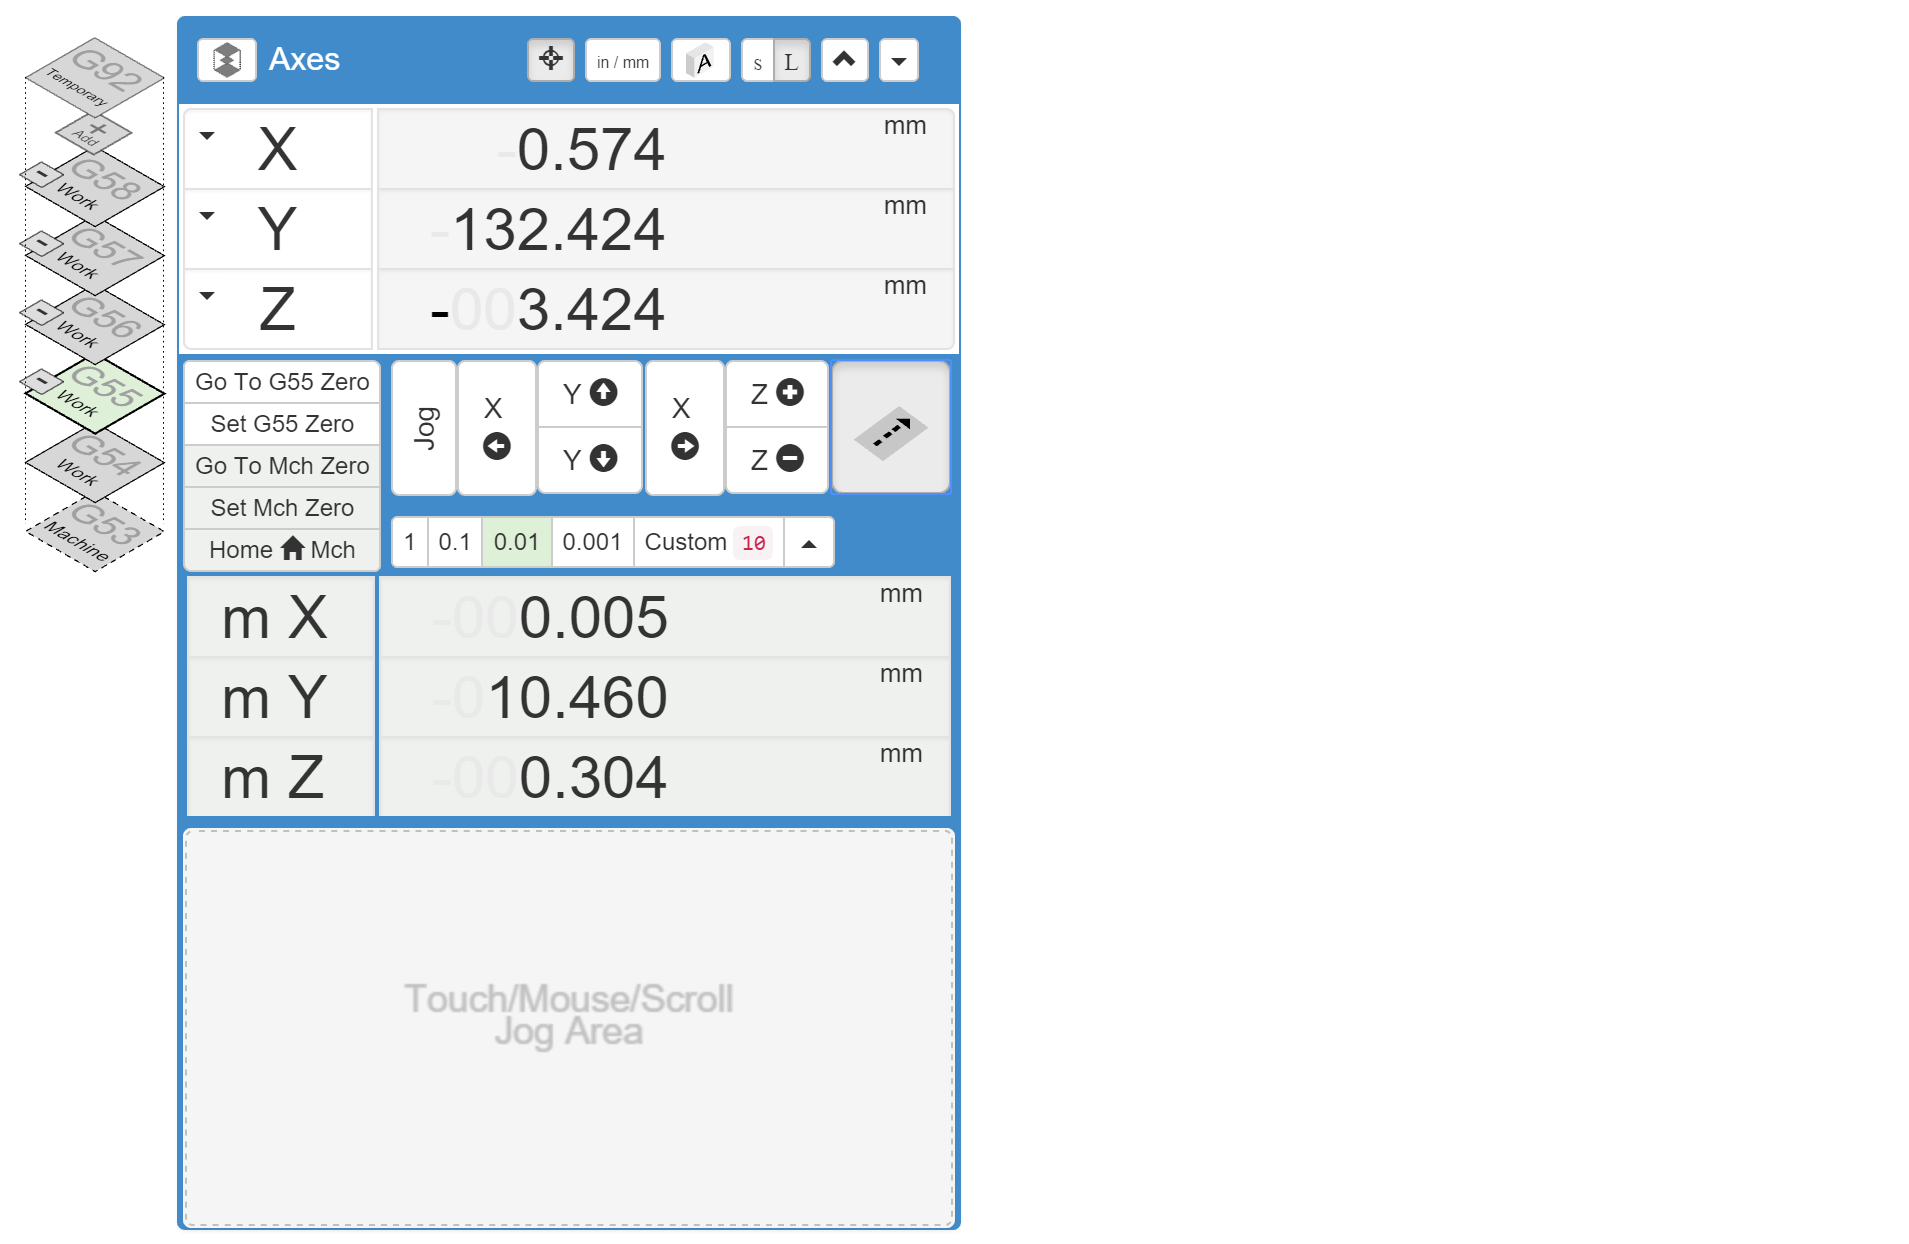 G92
Temporary
+
Add
G58
Work
G57
Work
G56
Work
G55
Work
G54
Work
G53
Machine
Axes
in / mm
A
s L
X -0.574 mm
Y -132.424 mm
Z -003.424 mm
Go To G55 Zero
Set G55 Zero
Go To Mch Zero
Set Mch Zero
Home Mch
Jog
X
Y
Y
X
Z
Z
1 0.1 0.01 0.001 Custom 10
m X -000.005 mm
m Y -010.460 mm
m Z -000.304 mm
Touch/Mouse/Scroll
Jog Area